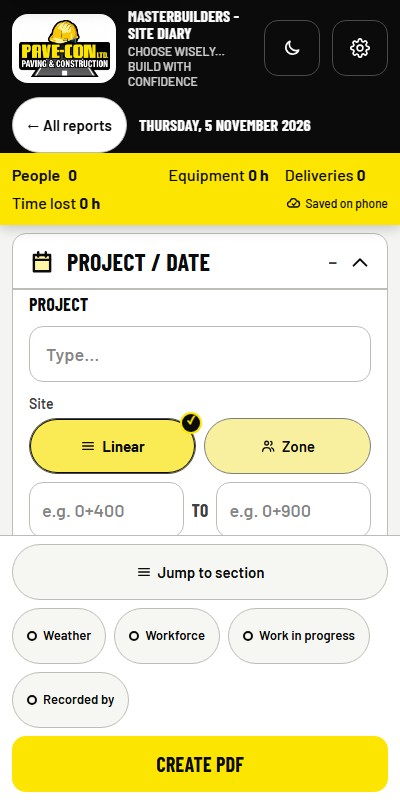 PAVE-CON LTD.
PAVING & CONSTRUCTION
MASTERBUILDERS -
SITE DIARY
CHOOSE WISELY...
BUILD WITH
CONFIDENCE
← All reports
THURSDAY, 5 NOVEMBER 2026
People 0
Equipment 0 h
Deliveries 0
Time lost 0 h
Saved on phone
PROJECT / DATE
–
PROJECT
Type...
Site
Linear
Zone
e.g. 0+400
TO
e.g. 0+900
Jump to section
Weather
Workforce
Work in progress
Recorded by
CREATE PDF